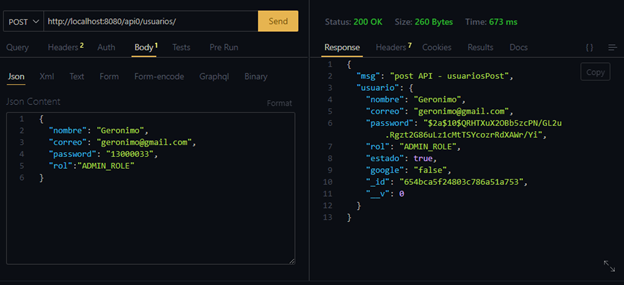 POST http://localhost:8080/api0/usuarios/ Send
Query Headers 2 Auth Body 1 Tests Pre Run
Json Xml Text Form Form-encode Graphql Binary
Json Content Format
1 {
2 "nombre": "Geronimo",
3 "correo": "geronimo@gmail.com",
4 "password": "13000033",
5 "rol":"ADMIN_ROLE"
6 }
Status: 200 OK Size: 260 Bytes Time: 673 ms
Response Headers 7 Cookies Results Docs {}
Copy
1 {
2 "msg": "post API - usuariosPost",
3 "usuario": {
4 "nombre": "Geronimo",
5 "correo": "geronimo@gmail.com",
6 "password": "$2a$10$QRHTXuX2OBb5zcPN/GL2u
.Rgzt2G86uLz1cMtTSYcozrRdXAWr/Yi",
7 "rol": "ADMIN_ROLE",
8 "estado": true,
9 "google": "false",
10 "_id": "654bca5f24803c786a51a753",
11 "__v": 0
12 }
13 }